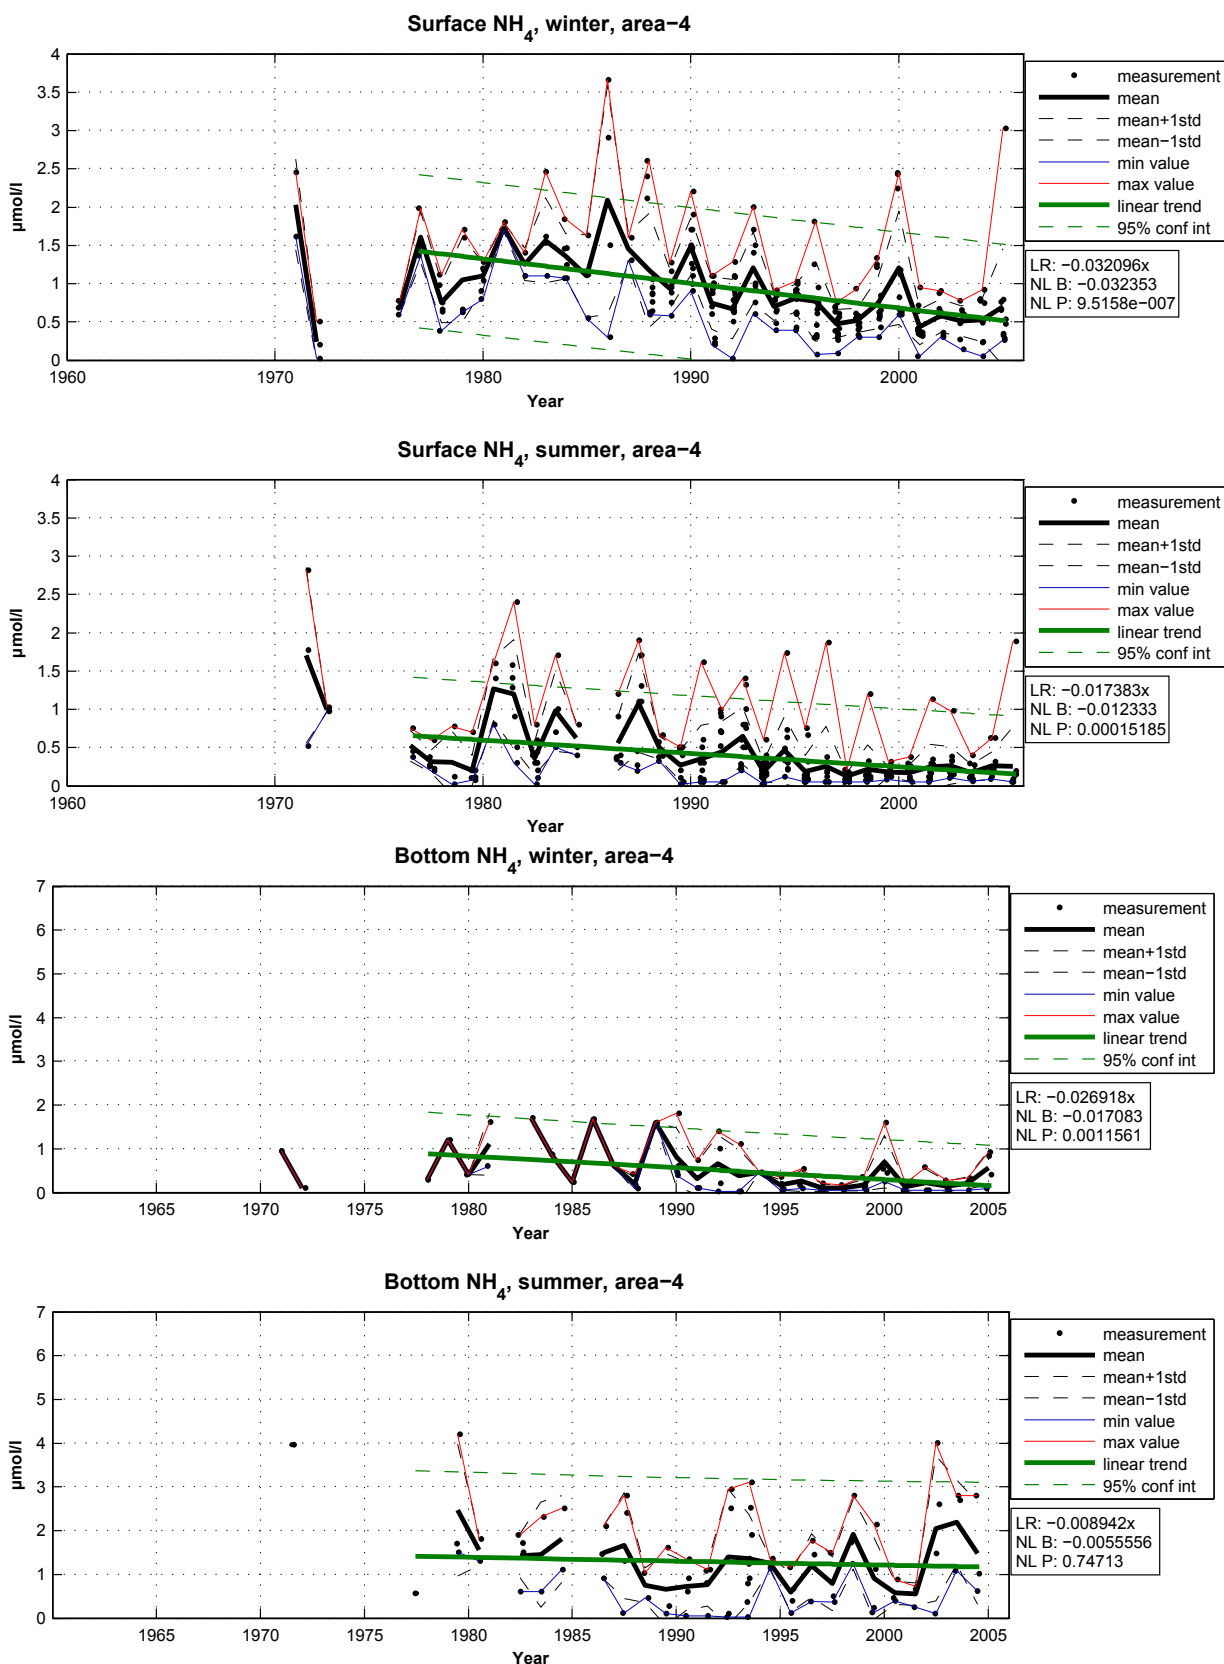 Surface NH4, winter, area−4
4
3.5
3
2.5
2
1.5
1
0.5
0
µmol/l
1960 1970 1980 1990 2000
Year
measurement
mean
mean+1std
mean−1std
min value
max value
linear trend
95% conf int
LR: −0.032096x
NL B: −0.032353
NL P: 9.5158e−007
Surface NH4, summer, area−4
4
3.5
3
2.5
2
1.5
1
0.5
0
µmol/l
1960 1970 1980 1990 2000
Year
measurement
mean
mean+1std
mean−1std
min value
max value
linear trend
95% conf int
LR: −0.017383x
NL B: −0.012333
NL P: 0.00015185
Bottom NH4, winter, area−4
7
6
5
4
3
2
1
0
µmol/l
1965 1970 1975 1980 1985 1990 1995 2000 2005
Year
measurement
mean
mean+1std
mean−1std
min value
max value
linear trend
95% conf int
LR: −0.026918x
NL B: −0.017083
NL P: 0.0011561
Bottom NH4, summer, area−4
7
6
5
4
3
2
1
0
µmol/l
1965 1970 1975 1980 1985 1990 1995 2000 2005
Year
measurement
mean
mean+1std
mean−1std
min value
max value
linear trend
95% conf int
LR: −0.008942x
NL B: −0.0055556
NL P: 0.74713